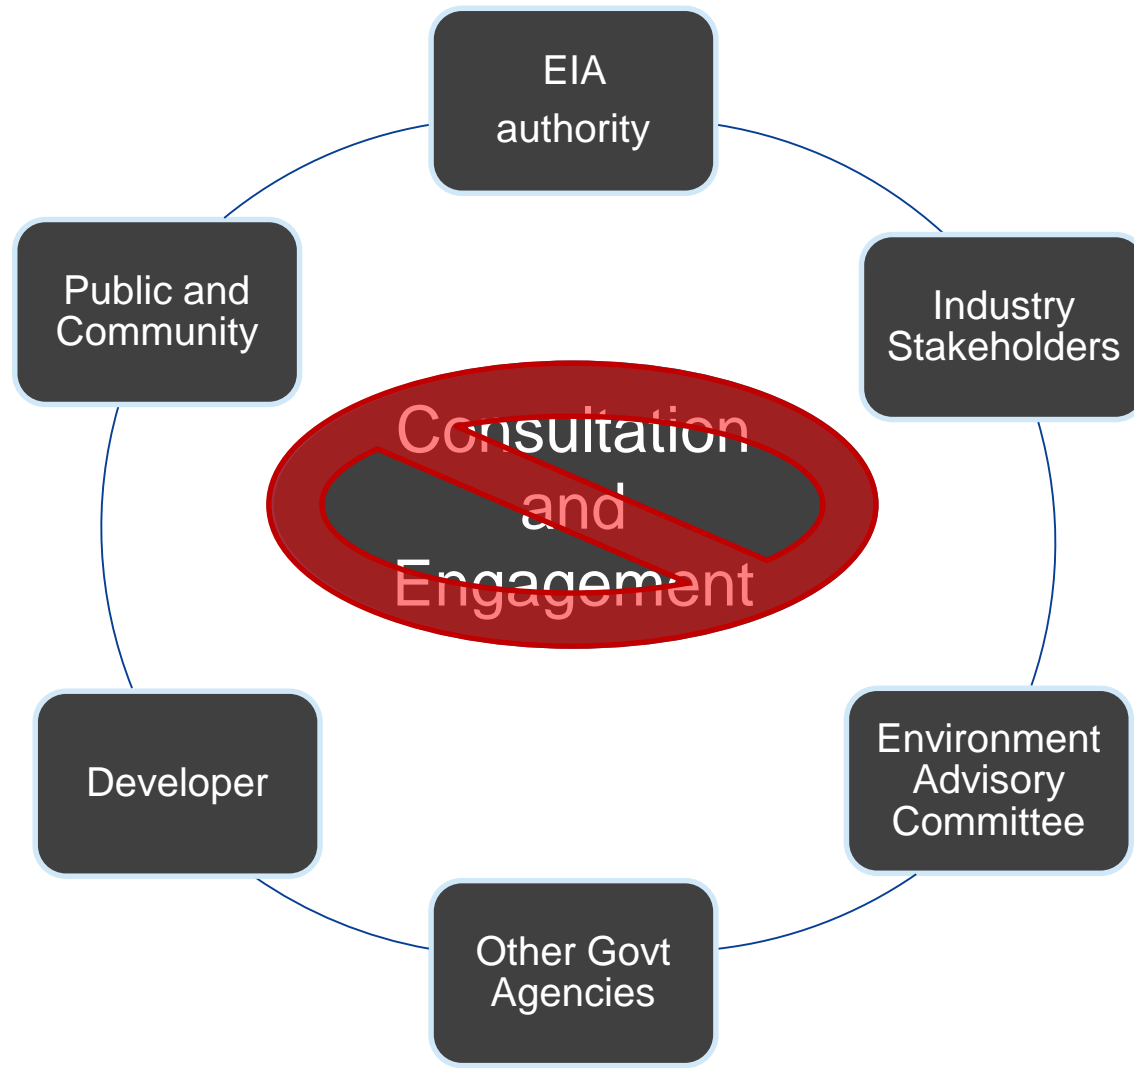 EIA
authority
Public and
Community
Industry
Stakeholders
Consultation
and
Engagement
Developer
Environment
Advisory
Committee
Other Govt
Agencies